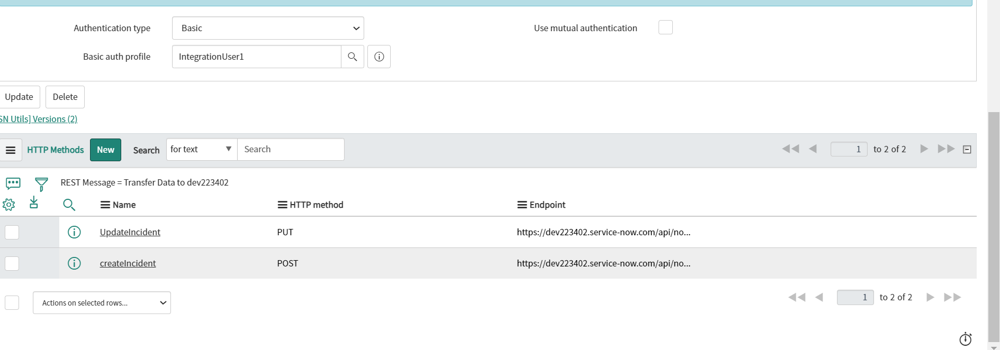 Authentication type Basic Use mutual authentication
Basic auth profile IntegrationUser1
Update Delete
SN Utils] Versions (2)
HTTP Methods New Search for text Search 1 to 2 of 2
REST Message = Transfer Data to dev223402
Name HTTP method Endpoint
UpdateIncident PUT https://dev223402.service-now.com/api/no...
createIncident POST https://dev223402.service-now.com/api/no...
Actions on selected rows... 1 to 2 of 2